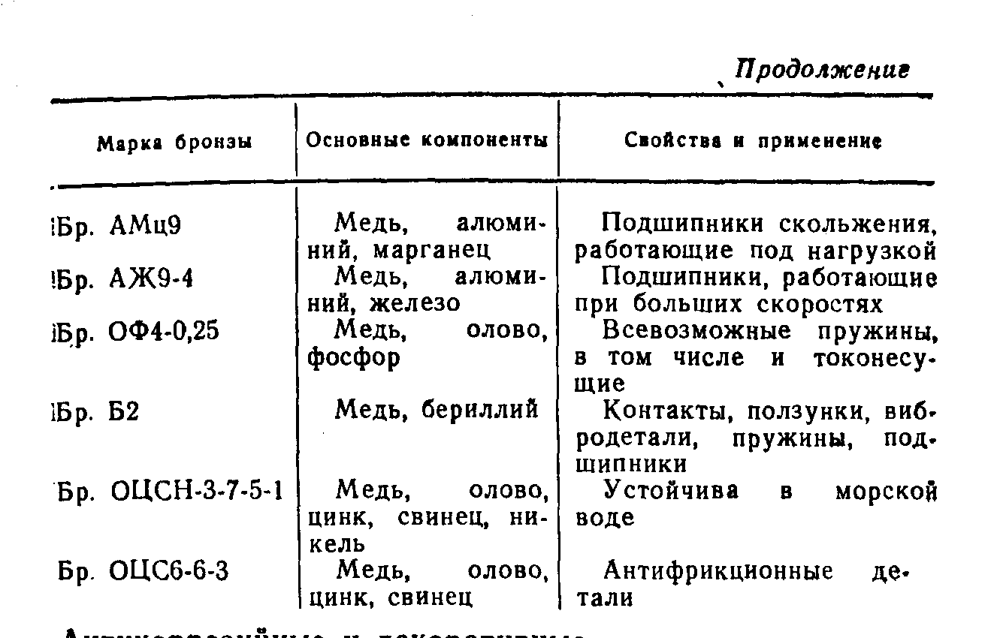 Продолжение
Марка бронзы
Основные компоненты
Свойства и применение
Бр. АМц9
Медь, алюми-
ний, марганец
Подшипники скольжения,
работающие под нагрузкой
Бр. АЖ9-4
Медь, алюми-
ний, железо
Подшипники, работающие
при больших скоростях
Бр. ОФ4-0,25
Медь, олово,
фосфор
Всевозможные пружины,
в том числе и токонесу-
щие
Бр. Б2
Медь, бериллий
Контакты, ползунки, виб-
родетали, пружины, под-
шипники
Бр. ОЦСН-3-7-5-1
Медь, олово,
цинк, свинец, ни-
кель
Устойчива в морской
воде
Бр. ОЦС6-6-3
Медь, олово,
цинк, свинец
Антифрикционные де-
тали